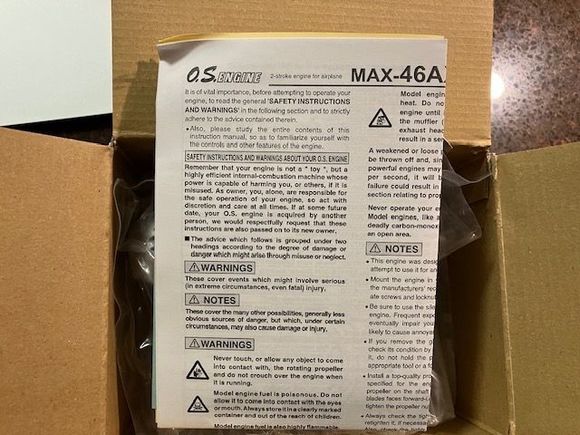 O.S.ENGINE 2-stroke engine for airplane MAX-46A
It is of vital importance, before attempting to operate your
engine, to read the general 'SAFETY INSTRUCTIONS
AND WARNINGS' in the following section and to strictly
adhere to the advice contained therein.
• Also, please study the entire contents of this
instruction manual, so as to familiarize yourself with
the controls and other features of the engine.
SAFETY INSTRUCTIONS AND WARNINGS ABOUT YOUR O.S. ENGINE
Remember that your engine is not a " toy ", but a
highly efficient internal-combustion machine whose
power is capable of harming you, or others, if it is
misused. As owner, you, alone, are responsible for
the safe operation of your engine, so act with
discretion and care at all times. If at some future
date, your O.S. engine is acquired by another
person, we would respectfully request that these
instructions are also passed on to its new owner.
■ The advice which follows is grouped under two
headings according to the degree of damage or
danger which might arise through misuse or neglect.
⚠ WARNINGS
These cover events which might involve serious
(in extreme circumstances, even fatal) injury.
⚠ NOTES
These cover the many other possibilities, generally less
obvious sources of danger, but which, under certain
circumstances, may also cause damage or injury.
⚠ WARNINGS
Never touch, or allow any object to come
into contact with, the rotating propeller
and do not crouch over the engine when
it is running.
Model engine fuel is poisonous. Do not
allow it to come into contact with the eyes
or mouth. Always store it in a clearly marked
container and out of the reach of children.
Model engine fuel is also highly flammable.
Model engin
heat. Do no
engine until
the muffler (
exhaust head
result in a se
A weakened or loose p
be thrown off and, sin
powerful engines may
per second, it will b
failure could result in
section relating to pro
Never operate your e
Model engines, like a
deadly carbon-monox
an open area.
⚠ NOTES
• This engine was desig
attempt to use it for an
• Mount the engine in
the manufacturers' rec
ate screws and locknut
• Be sure to use the sile
engine. Frequent expo
eventually impair your
likely to cause annoyan
• If you remove the g
check its condition by
it, do not hold the p
appropriate tool or a fo
• Install a top-quality pr
specified for the eng
propeller on the shaft
blades faces forward-i
tighten the propeller nu
• Always check the tight
retighten it, if necessa